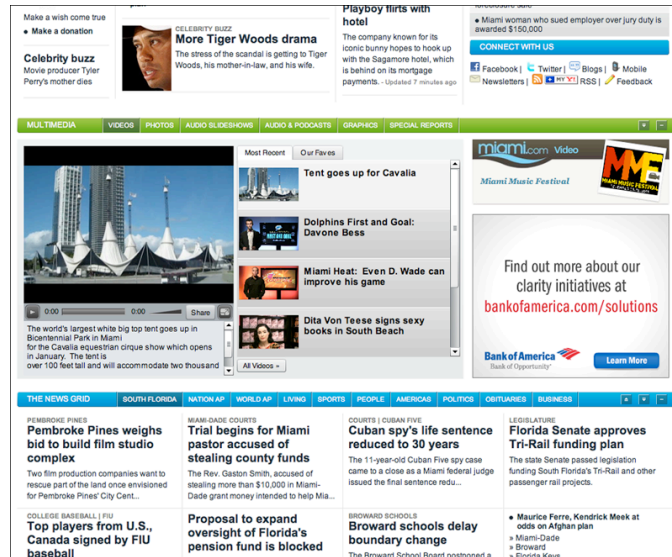 Make a wish come true
• Make a donation
Celebrity buzz
Movie producer Tyler
Perry's mother dies
CELEBRITY BUZZ
More Tiger Woods drama
The stress of the scandal is getting to Tiger
Woods, his mother-in-law, and his wife.
Playboy flirts with
hotel
The company known for its
iconic bunny hopes to hook up
with the Sagamore hotel, which
is behind on its mortgage
payments. - Updated 7 minutes ago
• Miami woman who sued employer over jury duty is
awarded $150,000
CONNECT WITH US
Facebook | Twitter | Blogs | Mobile
Newsletters | MY Y! RSS | Feedback
MULTIMEDIA VIDEOS PHOTOS AUDIO SLIDESHOWS AUDIO & PODCASTS GRAPHICS SPECIAL REPORTS
Most Recent Our Faves
Tent goes up for Cavalia
Dolphins First and Goal:
Davone Bess
Miami Heat: Even D. Wade can
improve his game
Dita Von Teese signs sexy
books in South Beach
All Videos »
0:00 0:00 Share
The world's largest white big top tent goes up in
Bicentennial Park in Miami
for the Cavalia equestrian cirque show which opens
in January. The tent is
over 100 feet tall and will accommodate two thousand
miami.com Video
Miami Music Festival
MMF
MIAMI MUSIC FESTIVAL
Find out more about our
clarity initiatives at
bankofamerica.com/solutions
Bank of America
Bank of Opportunity
Learn More
THE NEWS GRID SOUTH FLORIDA NATION AP WORLD AP LIVING SPORTS PEOPLE AMERICAS POLITICS OBITUARIES BUSINESS
PEMBROKE PINES
Pembroke Pines weighs
bid to build film studio
complex
Two film production companies want to
rescue part of the land once envisioned
for Pembroke Pines' City Cent...
MIAMI-DADE COURTS
Trial begins for Miami
pastor accused of
stealing county funds
The Rev. Gaston Smith, accused of
stealing more than $10,000 in Miami-
Dade grant money intended to help Mia...
COURTS | CUBAN FIVE
Cuban spy's life sentence
reduced to 30 years
The 11-year-old Cuban Five spy case
came to a close as a Miami federal judge
issued the final sentence redu...
LEGISLATURE
Florida Senate approves
Tri-Rail funding plan
The state Senate passed legislation
funding South Florida's Tri-Rail and other
passenger rail projects.
COLLEGE BASEBALL | FIU
Top players from U.S.,
Canada signed by FIU
baseball
Proposal to expand
oversight of Florida's
pension fund is blocked
BROWARD SCHOOLS
Broward schools delay
boundary change
The Broward School Board postponed a
• Maurice Ferre, Kendrick Meek at
odds on Afghan plan
» Miami-Dade
» Broward
» Florida Keys